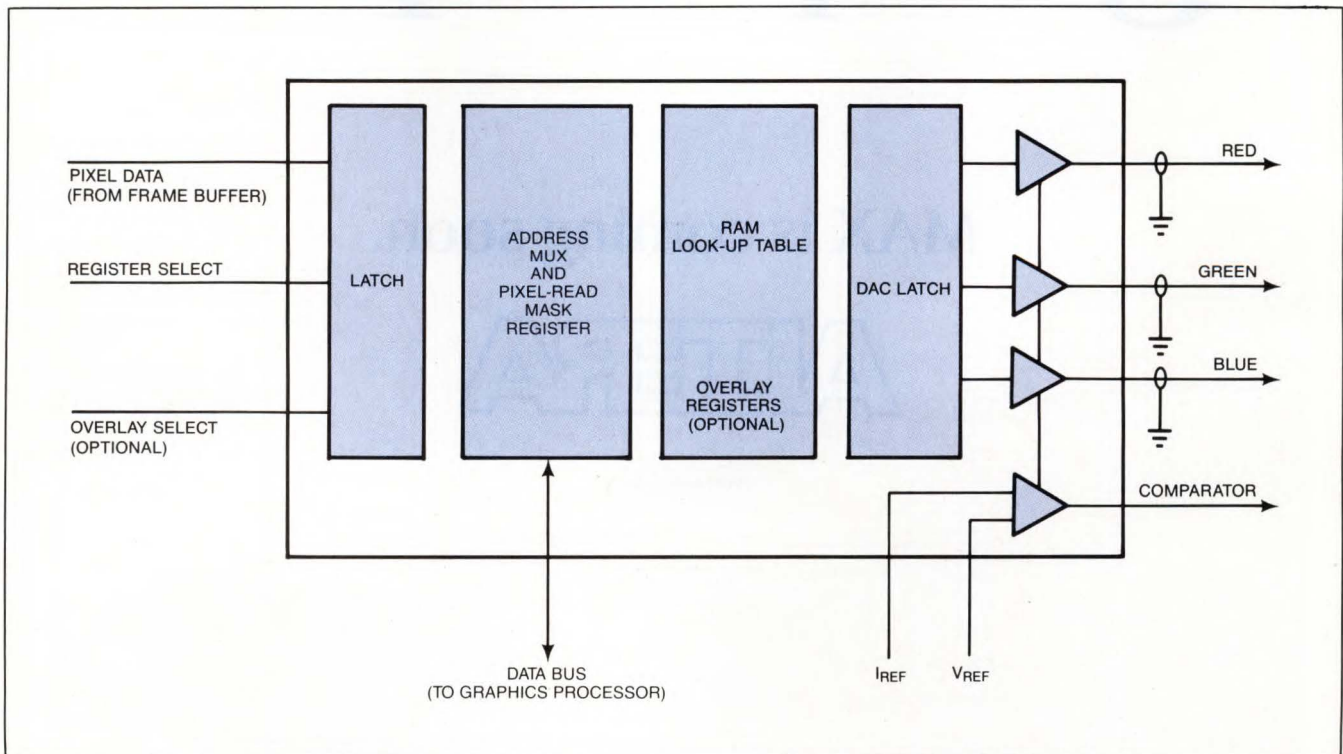 PIXEL DATA
(FROM FRAME BUFFER)
REGISTER SELECT
OVERLAY SELECT
(OPTIONAL)
LATCH
ADDRESS
MUX
AND
PIXEL-READ
MASK
REGISTER
RAM
LOOK-UP TABLE
OVERLAY
REGISTERS
(OPTIONAL)
DAC LATCH
RED
GREEN
BLUE
COMPARATOR
DATA BUS
(TO GRAPHICS PROCESSOR)
IREF
VREF